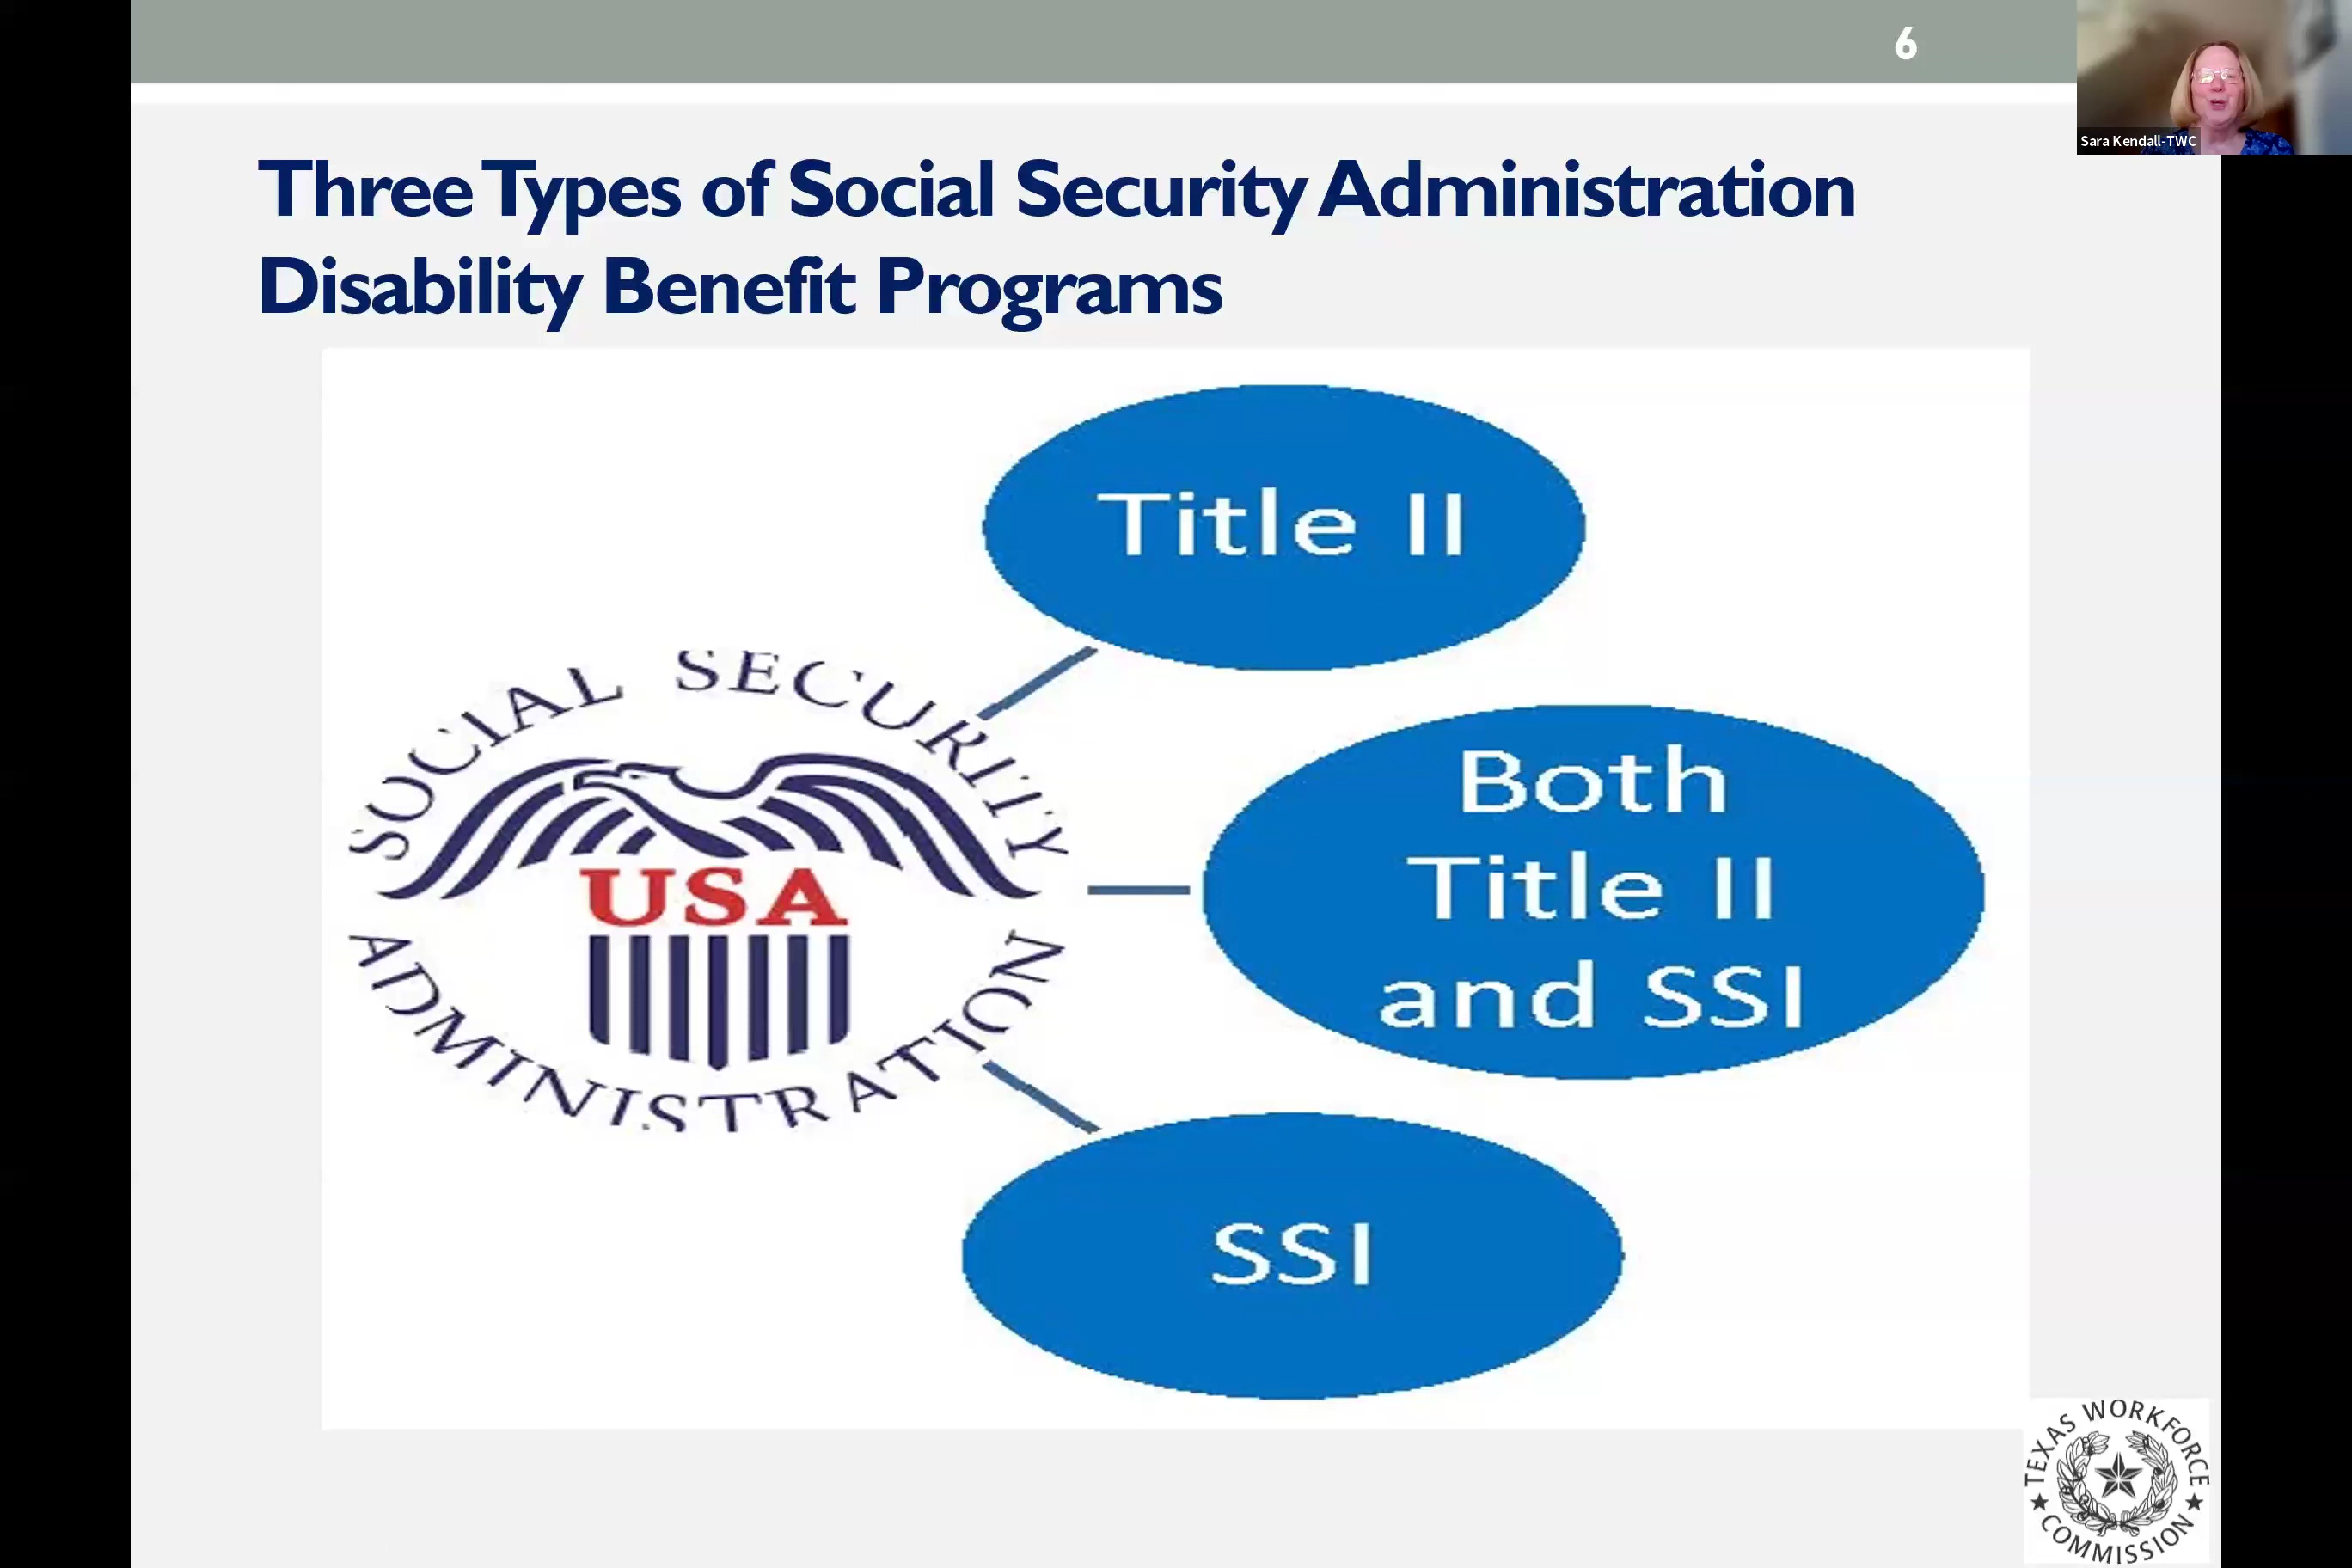 6
Sara Kendall-TWC
Three Types of Social Security Administration
Disability Benefit Programs
Title II
SOCIAL SECURITY
USA
ADMINISTRATION
Both
Title II
and SSI
SSI
TEXAS WORKFORCE
COMMISSION